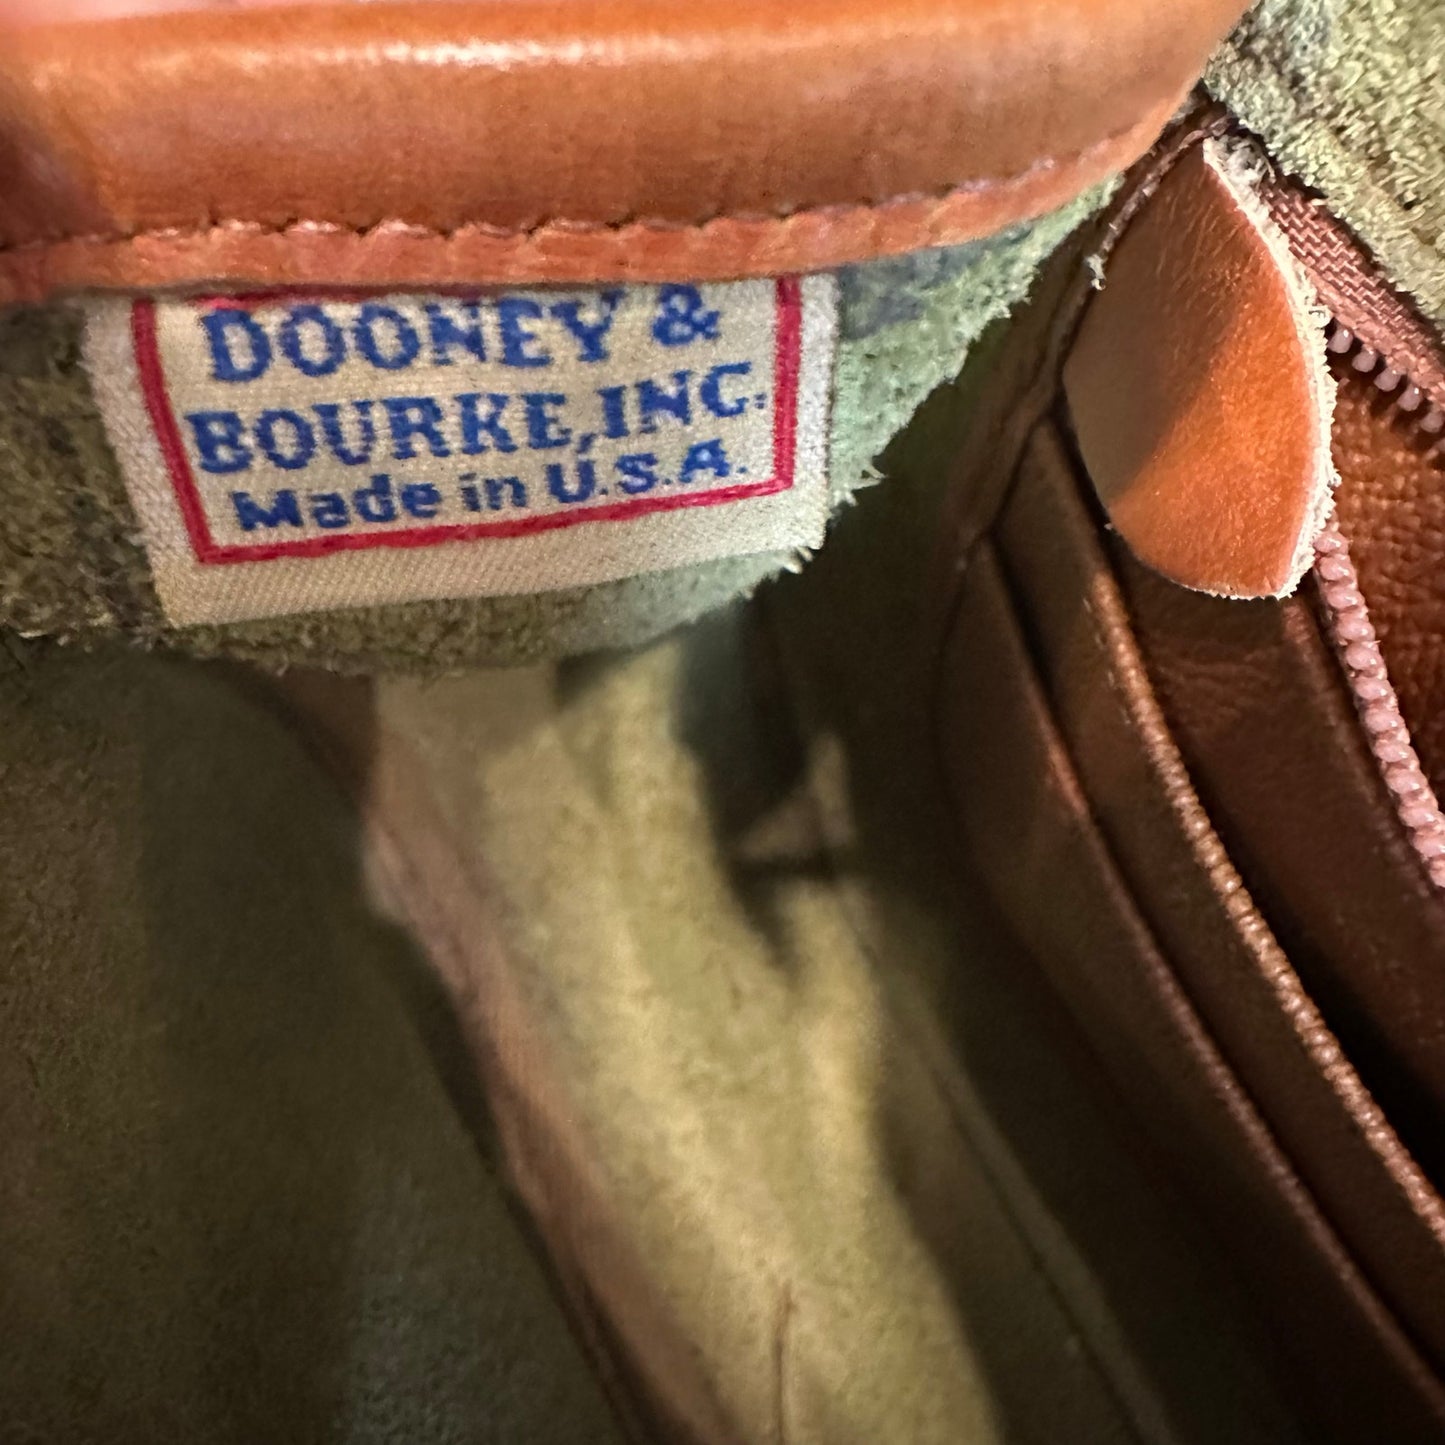 DOONEY &
BOURKE, INC.
Made in U.S.A.